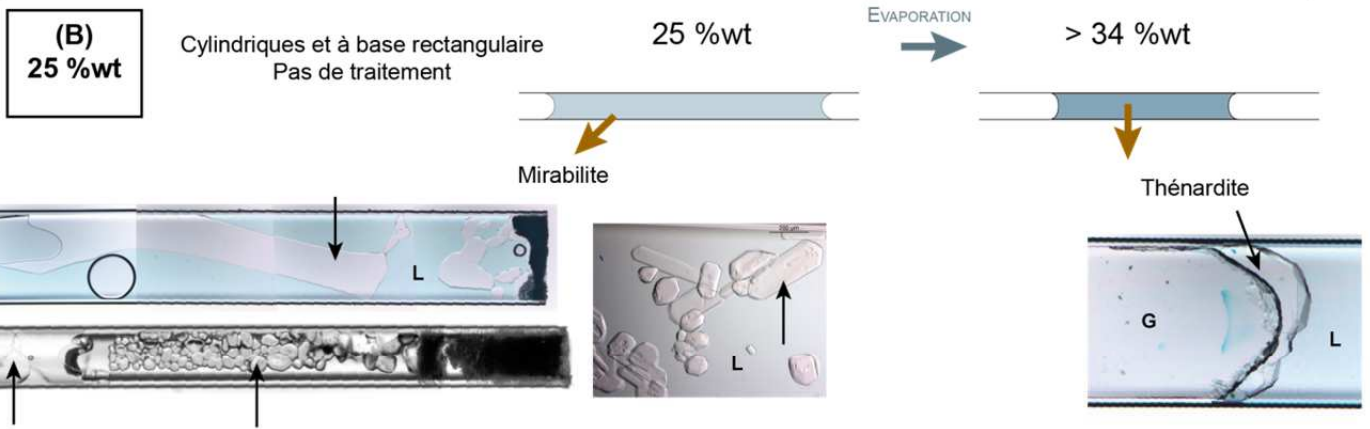 (B)
25 %wt
Cylindriques et à base rectangulaire
Pas de traitement
25 %wt
EVAPORATION
> 34 %wt
Mirabilite
Thénardite
L
L
G
L